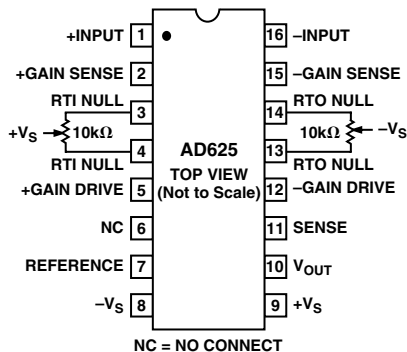 +INPUT 1 16 –INPUT
+GAIN SENSE 2 15 –GAIN SENSE
RTI NULL 3 14 RTO NULL
+VS 10kΩ 10kΩ –VS
RTI NULL 4 13 RTO NULL
AD625
TOP VIEW
(Not to Scale)
+GAIN DRIVE 5 12 –GAIN DRIVE
NC 6 11 SENSE
REFERENCE 7 10 VOUT
–VS 8 9 +VS
NC = NO CONNECT